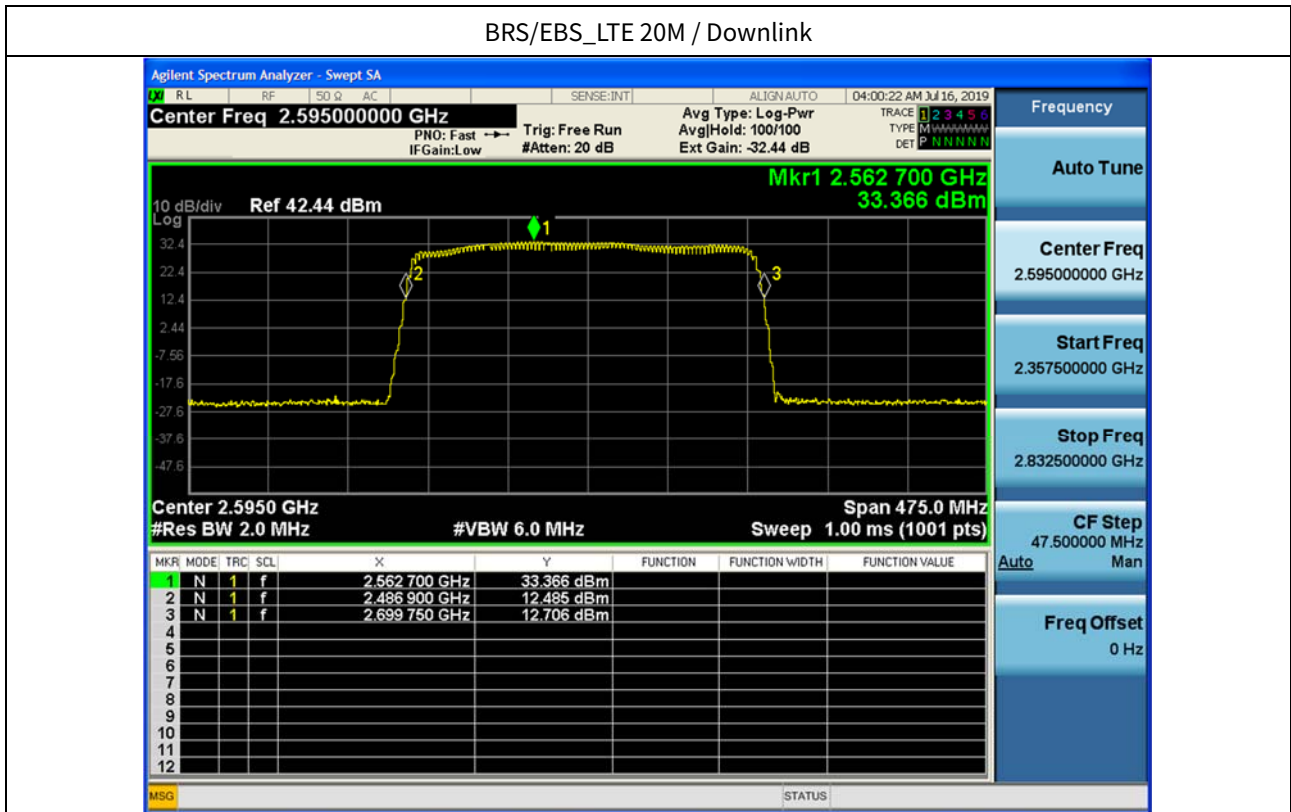 BRS/EBS_LTE 20M / Downlink
Agilent Spectrum Analyzer - Swept SA
LXI RL RF 50 Ω AC SENSE:INT ALIGN AUTO 04:00:22 AM Jul 16, 2019
Center Freq 2.595000000 GHz Avg Type: Log-Pwr TRACE 1 2 3 4 5 6
PNO: Fast Trig: Free Run Avg|Hold: 100/100 TYPE M
IFGain:Low #Atten: 20 dB Ext Gain: -32.44 dB DET P N N N N N
Mkr1 2.562 700 GHz
33.366 dBm
10 dB/div Ref 42.44 dBm
Log
32.4
22.4
12.4
2.44
-7.56
-17.6
-27.6
-37.6
-47.6
1
2
3
Center 2.5950 GHz Span 475.0 MHz
#Res BW 2.0 MHz #VBW 6.0 MHz Sweep 1.00 ms (1001 pts)
MKR MODE TRC SCL X Y FUNCTION FUNCTION WIDTH FUNCTION VALUE
1 N 1 f 2.562 700 GHz 33.366 dBm
2 N 1 f 2.486 900 GHz 12.485 dBm
3 N 1 f 2.699 750 GHz 12.706 dBm
4
5
6
7
8
9
10
11
12
MSG STATUS
Frequency
Auto Tune
Center Freq
2.595000000 GHz
Start Freq
2.357500000 GHz
Stop Freq
2.832500000 GHz
CF Step
47.500000 MHz
Auto Man
Freq Offset
0 Hz